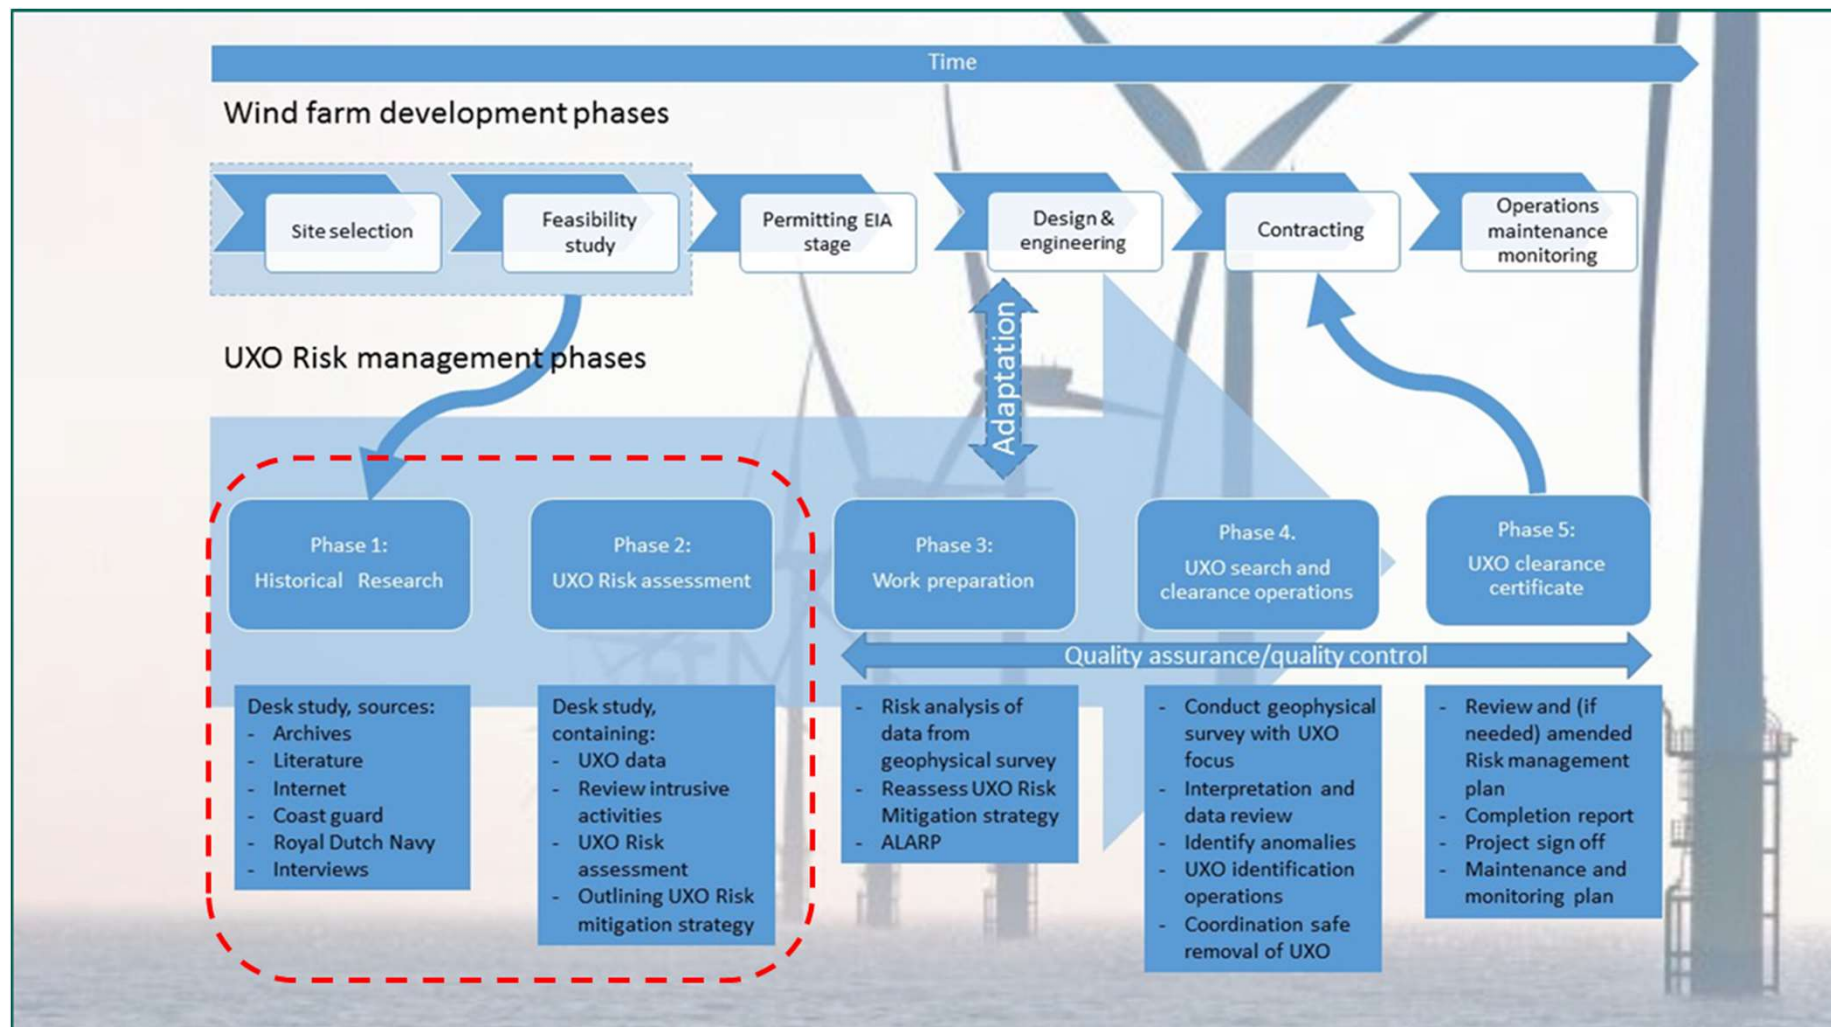 Time
Wind farm development phases
Site selection
Feasibility
study
Permitting EIA
stage
Design &
engineering
Contracting
Operations
maintenance
monitoring
UXO Risk management phases
Adaptation
Phase 1:
Historical Research
Phase 2:
UXO Risk assessment
Phase 3:
Work preparation
Phase 4.
UXO search and
clearance operations
Phase 5:
UXO clearance
certificate
Quality assurance/quality control
Desk study, sources:
- Archives
- Literature
- Internet
- Coast guard
- Royal Dutch Navy
- Interviews
Desk study,
containing:
- UXO data
- Review intrusive
activities
- UXO Risk
assessment
- Outlining UXO Risk
mitigation strategy
- Risk analysis of
data from
geophysical survey
- Reassess UXO Risk
Mitigation strategy
- ALARP
- Conduct geophysical
survey with UXO
focus
- Interpretation and
data review
- Identify anomalies
- UXO identification
operations
- Coordination safe
removal of UXO
- Review and (if
needed) amended
Risk management
plan
- Completion report
- Project sign off
- Maintenance and
monitoring plan